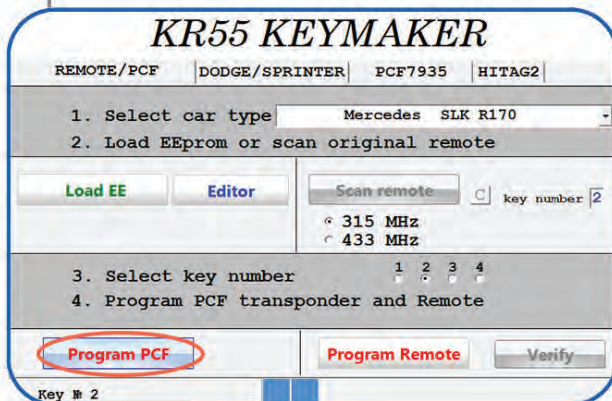 KR55 KEYMAKER
REMOTE/PCF DODGE/SPRINTER PCF7935 HITAG2
1. Select car type Mercedes SLK R170
2. Load EEprom or scan original remote
Load EE Editor Scan remote C key number 2
315 MHz
433 MHz
1 2 3 4
3. Select key number
4. Program PCF transponder and Remote
Program PCF Program Remote Verify
Key № 2